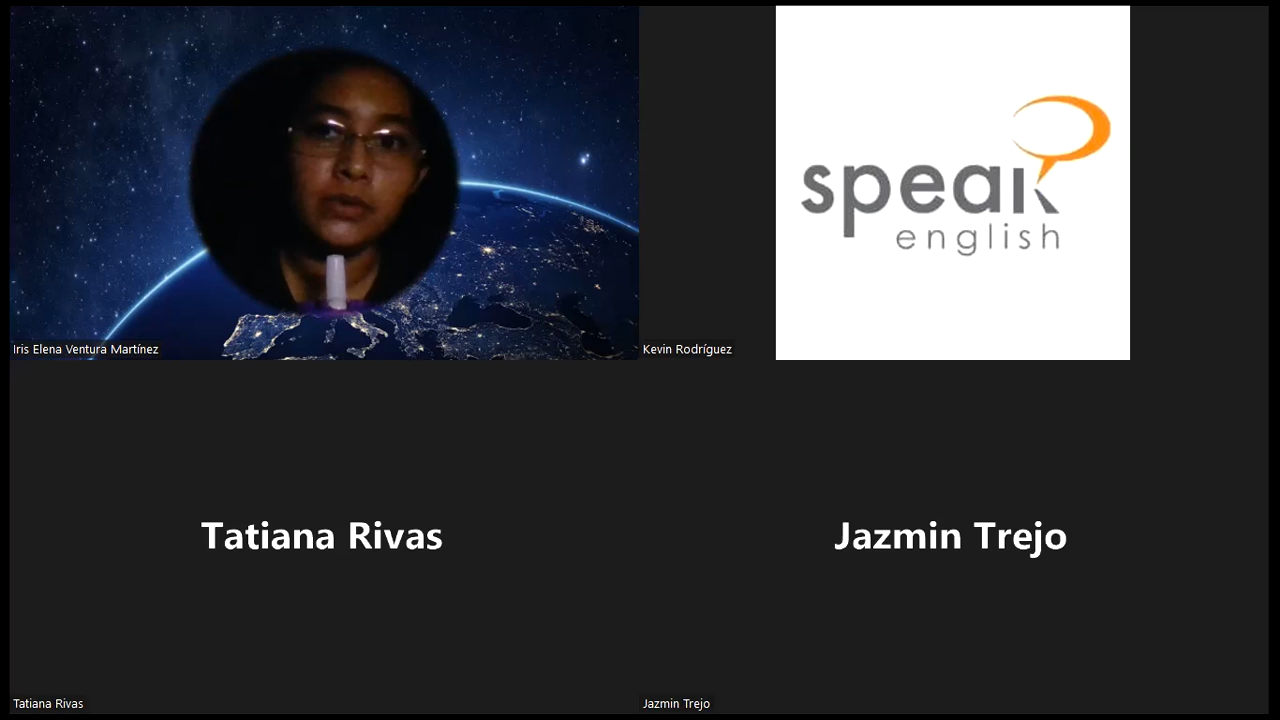 speak
english
Iris Elena Ventura Martínez
Kevin Rodríguez
Tatiana Rivas
Jazmin Trejo
Tatiana Rivas
Jazmin Trejo